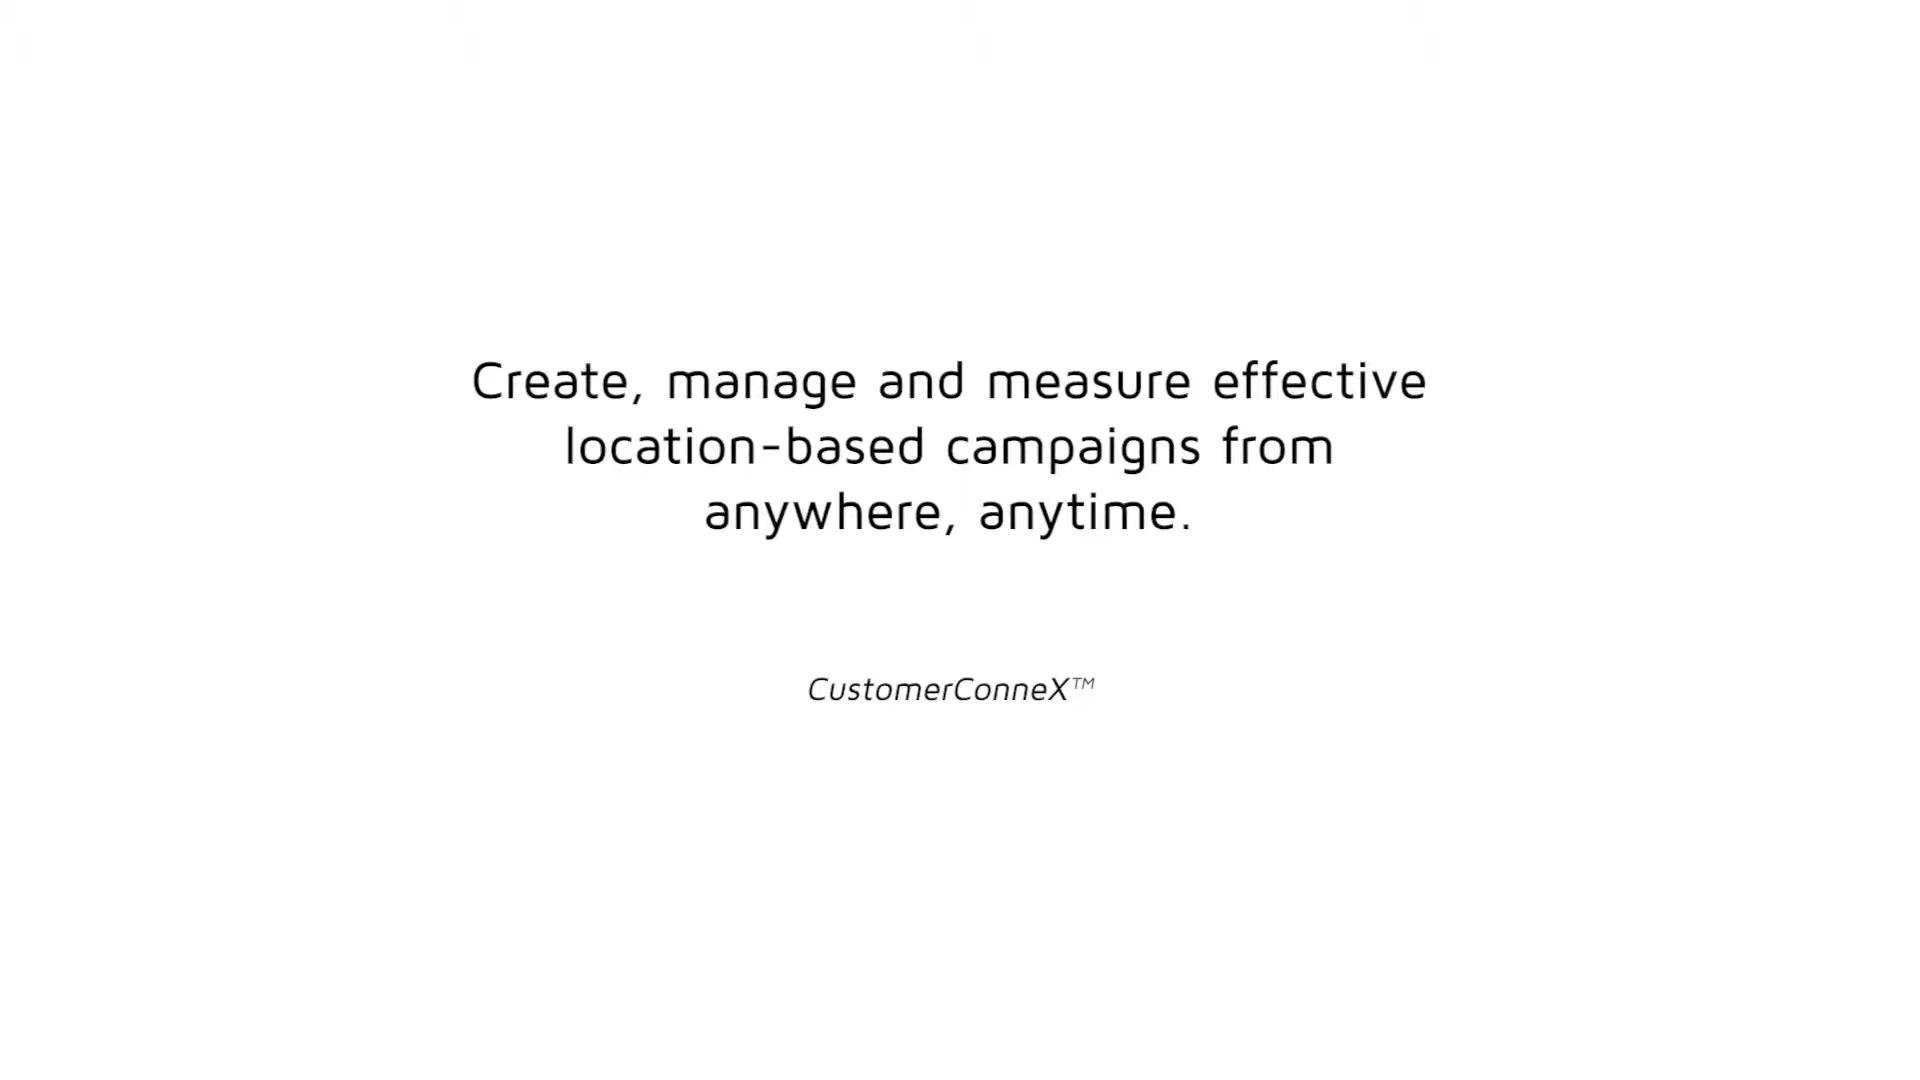 Create, manage and measure effective
location-based campaigns from
anywhere, anytime.
CustomerConneX™